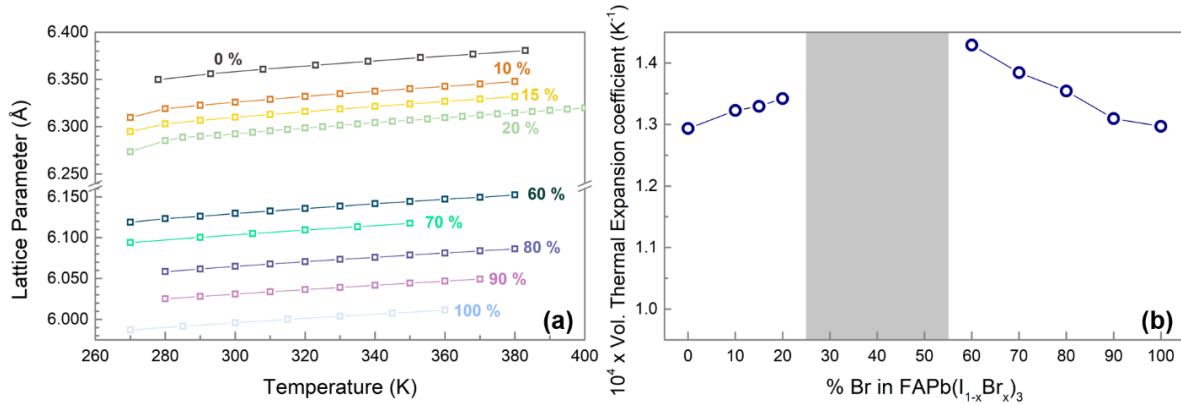 6.400
6.350
6.300
6.250
6.150
6.100
6.050
6.000
Lattice Parameter (Å)
0 %
10 %
15 %
20 %
60 %
70 %
80 %
90 %
100 %
(a)
260 280 300 320 340 360 380 400
Temperature (K)
10⁴ x Vol. Thermal Expansion coefficient (K⁻¹)
1.4
1.3
1.2
1.1
1.0
(b)
0 10 20 30 40 50 60 70 80 90 100
% Br in FAPb(I₁₋ₓBrₓ)₃